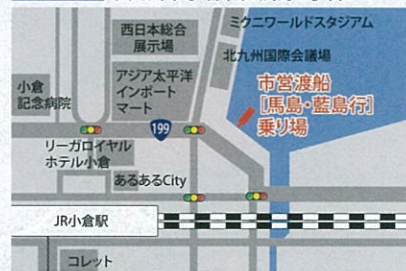 ミクニワールドスタジアム
西日本総合
展示場
北九州国際会議場
アジア太平洋
インポート
マート
小倉
記念病院
市営渡船
[馬島・藍島行]
乗り場
199
リーガロイヤル
ホテル小倉
あるあるCity
JR小倉駅
コレット